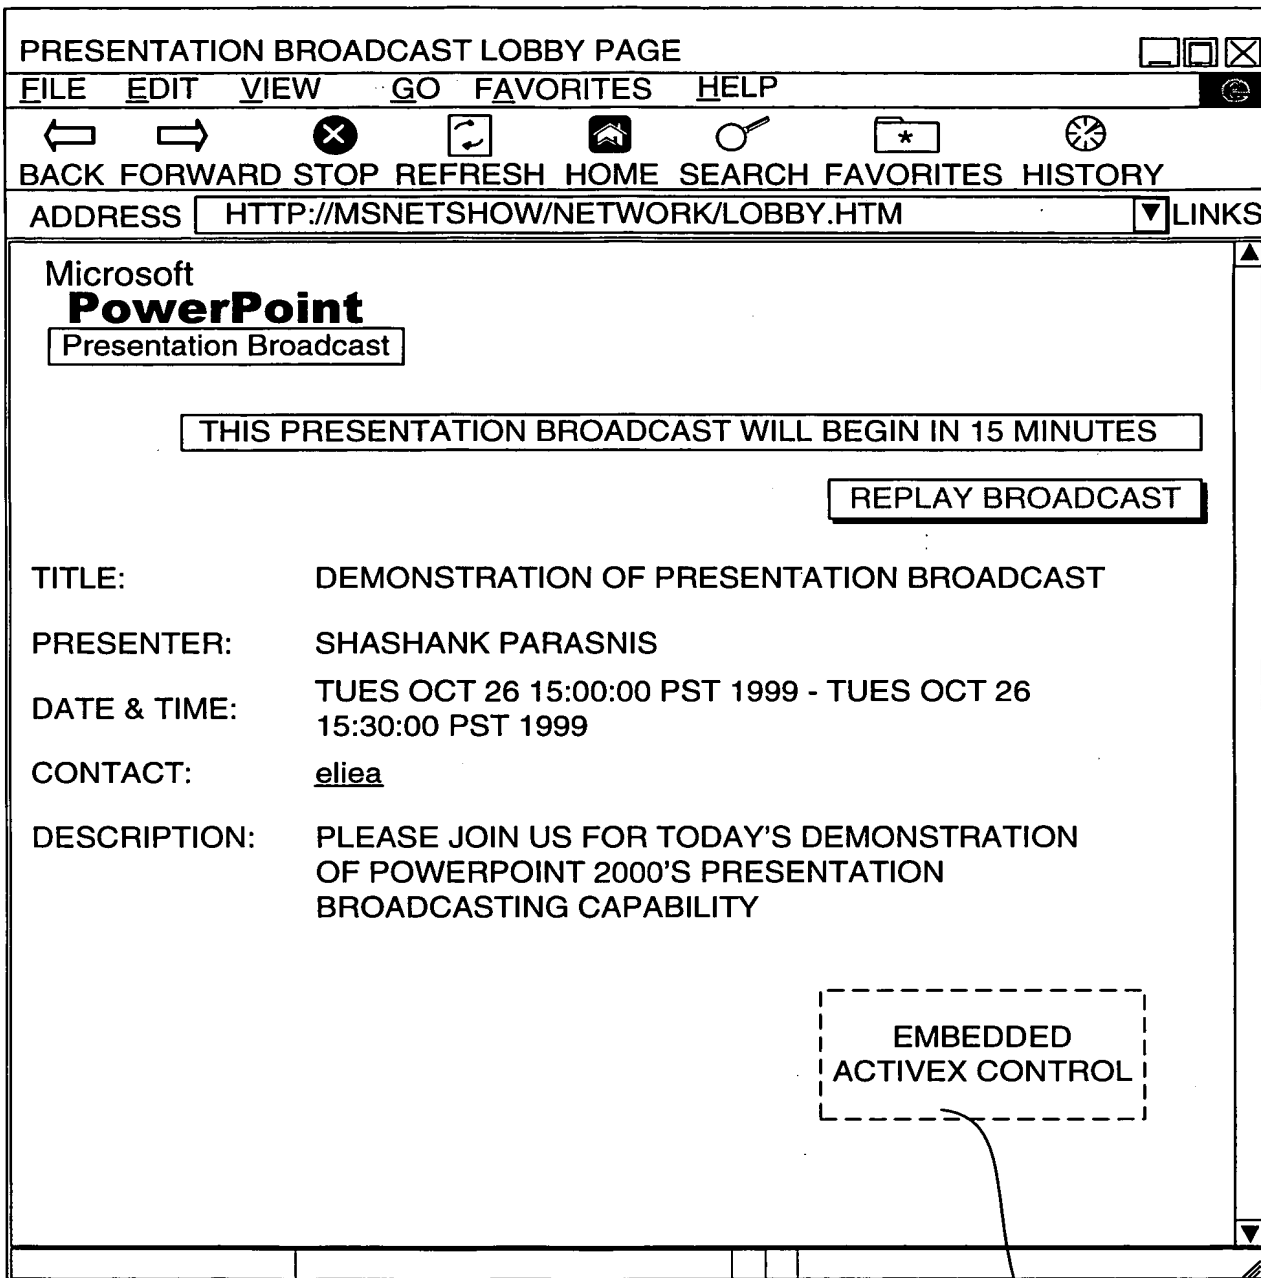 PRESENTATION BROADCAST LOBBY PAGE
FILE EDIT VIEW GO FAVORITES HELP
BACK FORWARD STOP REFRESH HOME SEARCH FAVORITES HISTORY
ADDRESS HTTP://MSNETSHOW/NETWORK/LOBBY.HTM LINKS
Microsoft
PowerPoint
Presentation Broadcast
THIS PRESENTATION BROADCAST WILL BEGIN IN 15 MINUTES
REPLAY BROADCAST
TITLE: DEMONSTRATION OF PRESENTATION BROADCAST
PRESENTER: SHASHANK PARASNIS
DATE & TIME: TUES OCT 26 15:00:00 PST 1999 - TUES OCT 26
15:30:00 PST 1999
CONTACT: eliea
DESCRIPTION: PLEASE JOIN US FOR TODAY'S DEMONSTRATION
OF POWERPOINT 2000'S PRESENTATION
BROADCASTING CAPABILITY
EMBEDDED
ACTIVEX CONTROL